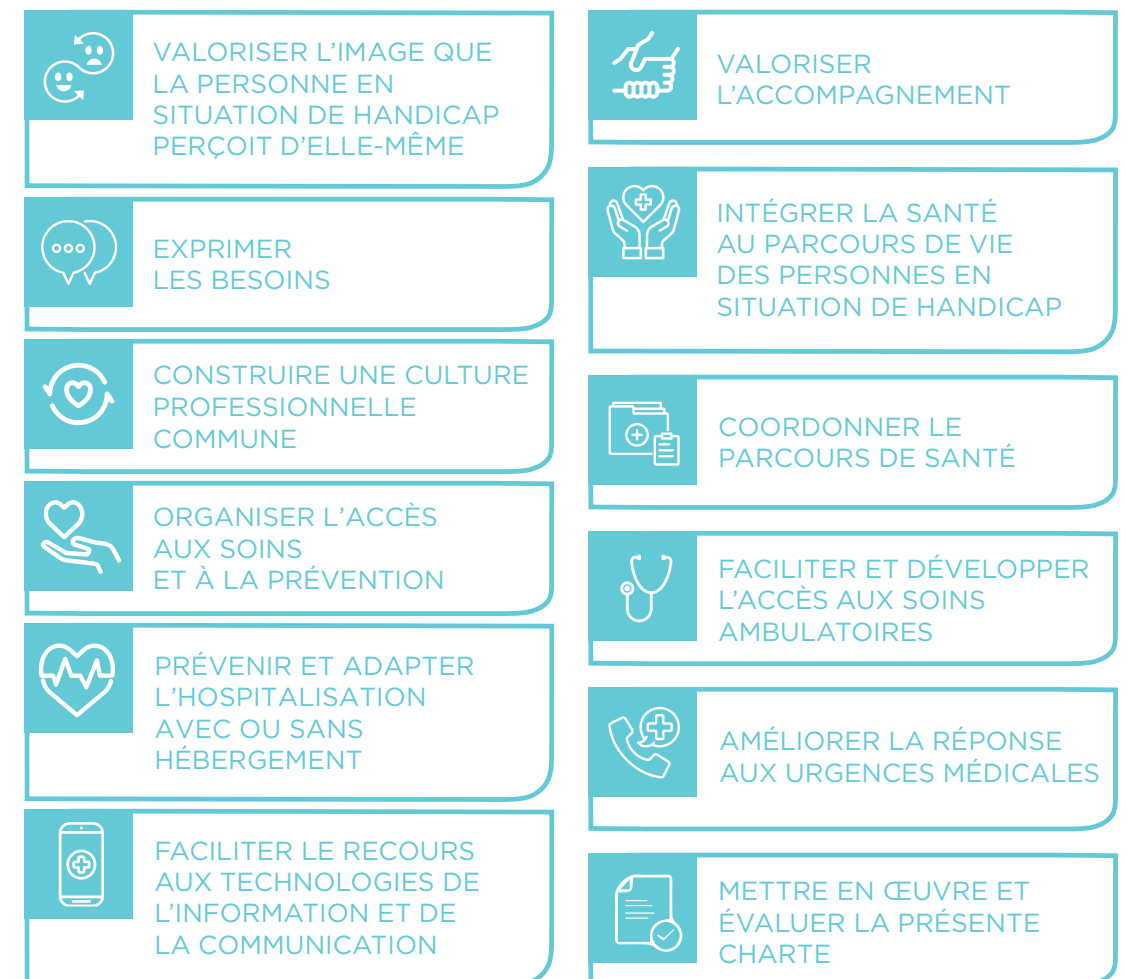 VALORISER L'IMAGE QUE
LA PERSONNE EN
SITUATION DE HANDICAP
PERÇOIT D'ELLE-MÊME
VALORISER
L'ACCOMPAGNEMENT
EXPRIMER
LES BESOINS
INTÉGRER LA SANTÉ
AU PARCOURS DE VIE
DES PERSONNES EN
SITUATION DE HANDICAP
CONSTRUIRE UNE CULTURE
PROFESSIONNELLE
COMMUNE
COORDONNER LE
PARCOURS DE SANTÉ
ORGANISER L'ACCÈS
AUX SOINS
ET À LA PRÉVENTION
FACILITER ET DÉVELOPPER
L'ACCÈS AUX SOINS
AMBULATOIRES
PRÉVENIR ET ADAPTER
L'HOSPITALISATION
AVEC OU SANS
HÉBERGEMENT
AMÉLIORER LA RÉPONSE
AUX URGENCES MÉDICALES
FACILITER LE RECOURS
AUX TECHNOLOGIES DE
L'INFORMATION ET DE
LA COMMUNICATION
METTRE EN ŒUVRE ET
ÉVALUER LA PRÉSENTE
CHARTE